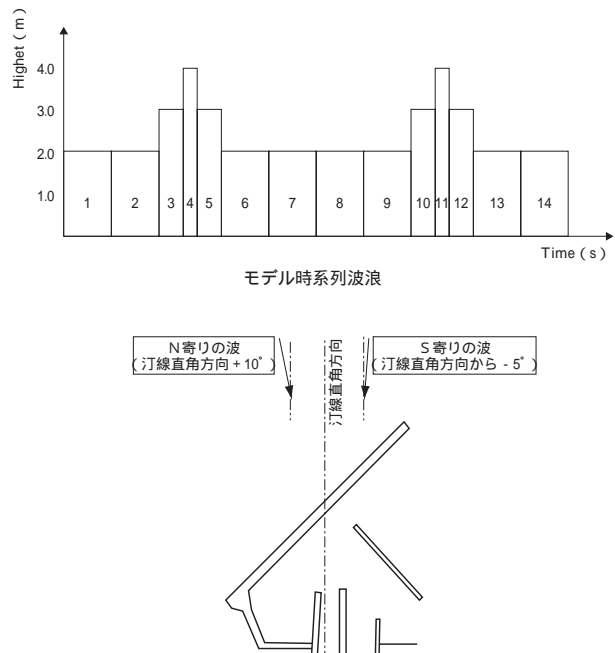 Highet ( m )
4.0
3.0
2.0
1.0
1 2 3 4 5 6 7 8 9 10 11 12 13 14
Time ( s )
モデル時系列波浪
N寄りの波
( 汀線直角方向 + 10° )
汀線直角方向
S寄りの波
( 汀線直角方向から - 5° )